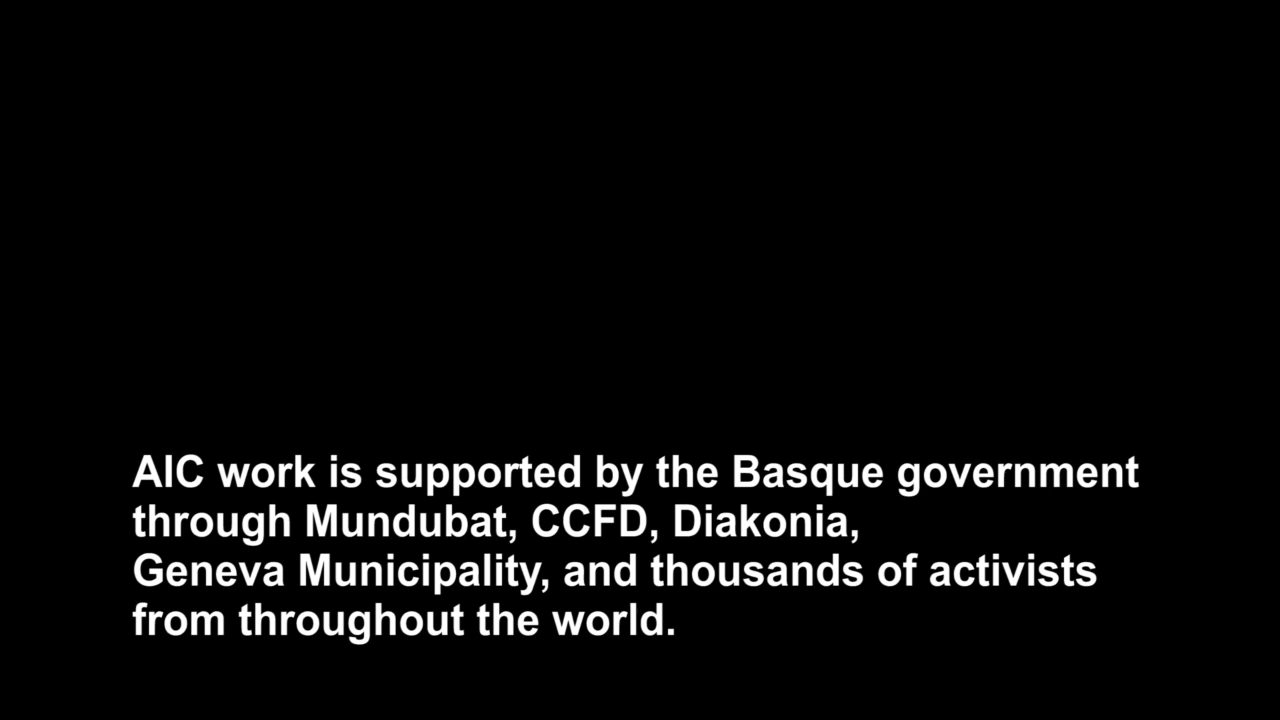 AIC work is supported by the Basque government
through Mundubat, CCFD, Diakonia,
Geneva Municipality, and thousands of activists
from throughout the world.